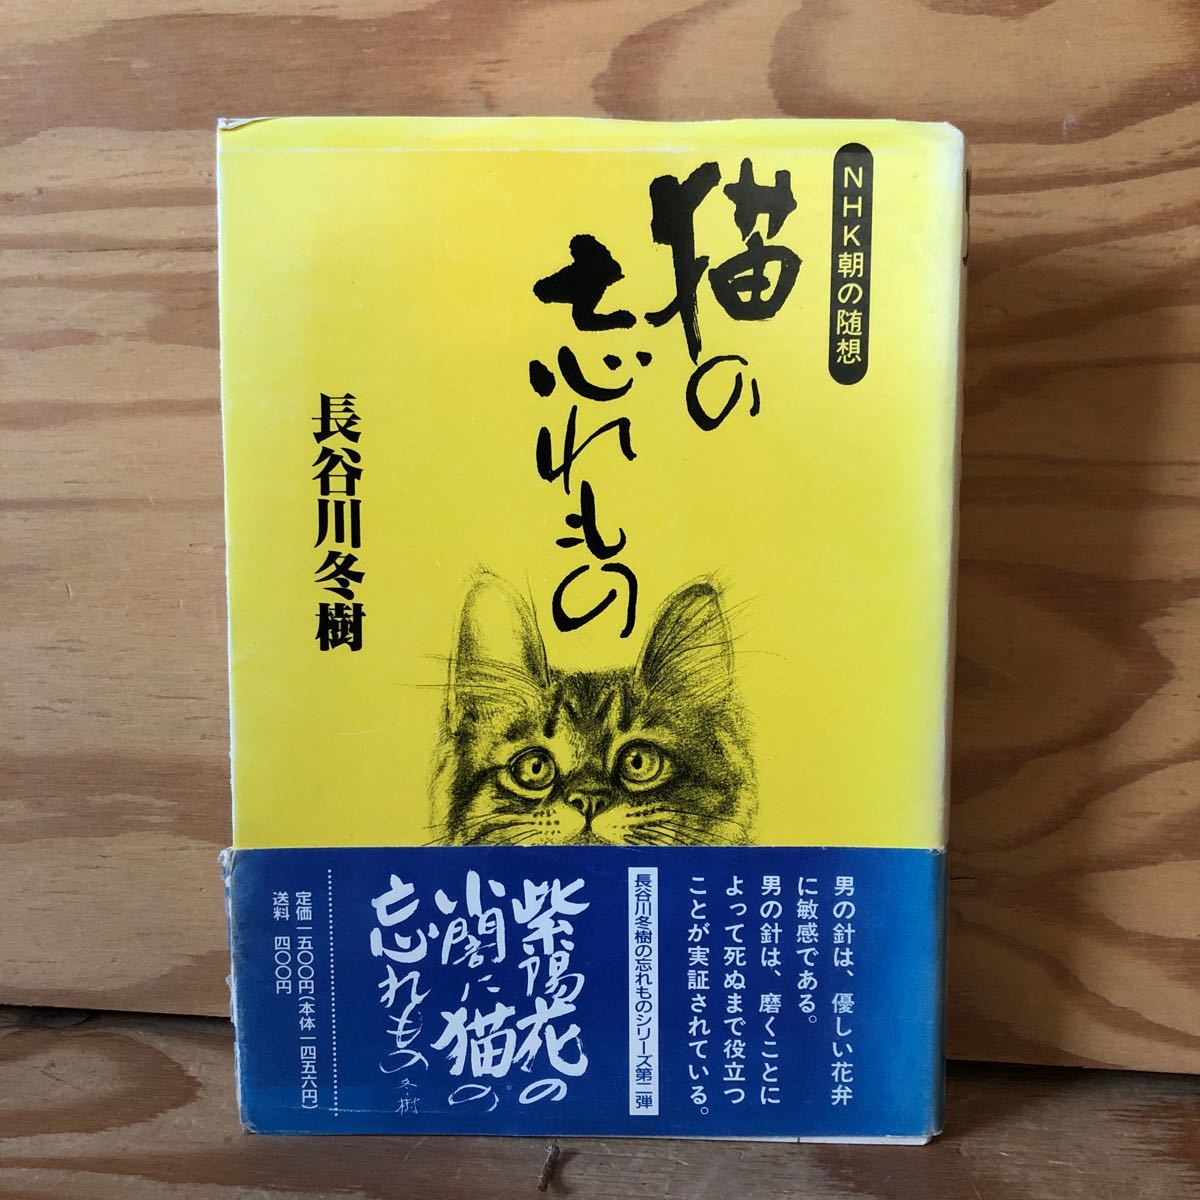 NHK朝の随想
猫の
忘れもの
長谷川冬樹
男の針は、優しい花弁
に敏感である。
男の針は、磨くことに
よって死ぬまで役立つ
ことが実証されている。
長谷川冬樹の忘れものシリーズ第二弾
紫陽花の
小闇に猫の
忘れもの
冬樹
定価一五〇〇円(本体一四五六円)
送料 四〇〇円